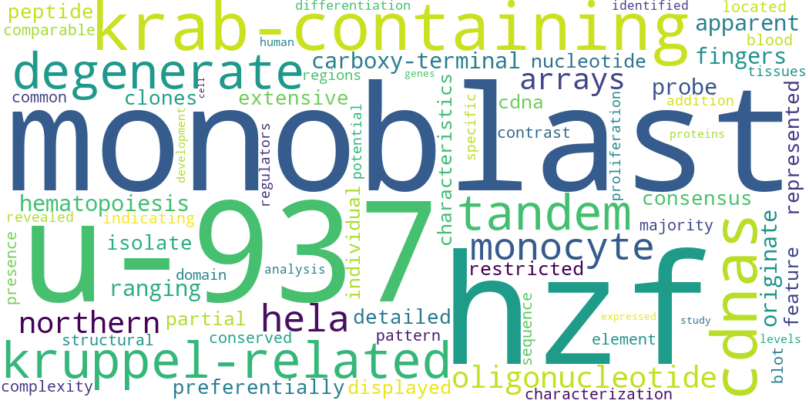 differentiation
identified
located
peptide
krab-containing
apparent
comparable
human
blood
carboxy-terminal
nucleotide
fingers
degenerate
regions
genes
arrays
tissues
common
clones
cell
extensive
cdna
probe
addition
represented
monoblast
development
regulators
potential
characteristics
specific
contrast
proliferation
proteins
hematopoiesis
tandem
consensus
revealed
indicating
u-937
individual
majority
presence
isolate
monocyte
cdnas
originate
feature
domain
analysis
restricted
ranging
hzf
northern
partial
hela
detailed
sequence
expressed
study
structural
conserved
pattern
element
levels
blot
kruppel-related
oligonucleotide
complexity
preferentially
displayed
characterization